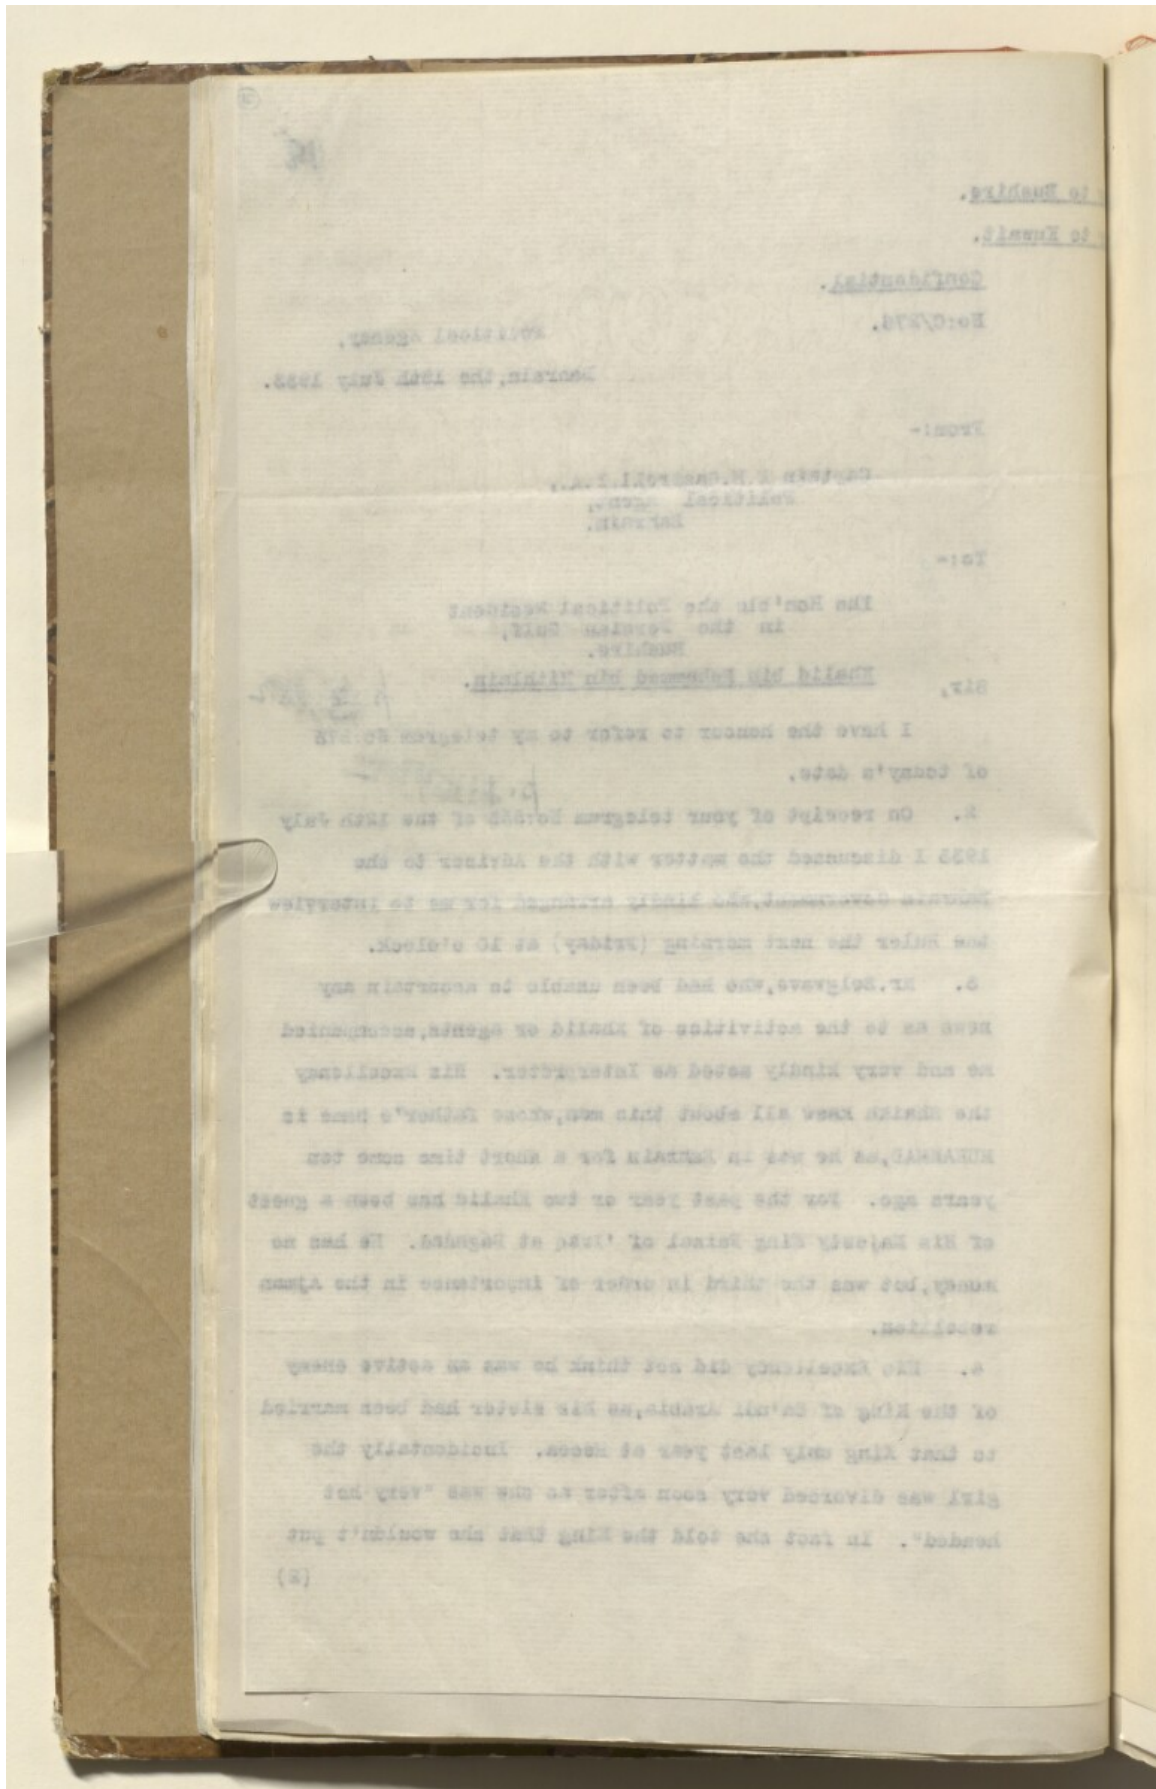 to Bushire.
to Kuwait.
Confidential.
No:C/276.
Political Agency,
Bahrain, the 15th July 1933.
From:-
Captain
Political Agent,
Bahrain.
To:-
The Hon'ble the Political Resident
in the Persian Gulf,
Bushire.
Khalid bin Mohammed bin Hithlain.
Sir,
I have the honour to refer to my telegram
of today's date.
2. On receipt of your telegram of the 12th July
1933 I discussed the matter with the Adviser to the
Bahrain Government, who kindly arranged for me to interview
the Ruler the next morning (Friday) at 10 o'clock.
3. Mr. Belgrave, who had been unable to ascertain any
news as to the activities of Khalid or agents, accompanied
me and very kindly acted as Interpreter. His Excellency
the Shaikh knew all about this man, whose father's name is
MUHAMMAD, as he was in Bahrain for a short time some ten
years ago. For the past year or two Khalid has been a guest
of His Majesty King Faisal of 'Iraq at Baghdad. He has no
money, but was the third in order of importance in the Ajman
rebellion.
4. His Excellency did not think he was an active enemy
of the King of Sa'udi Arabia, as his sister had been married
to that King only last year at Mecca. Incidentally the
girl was divorced very soon after as she was "very hot
headed". In fact she told the King that she wouldn't put
(2)